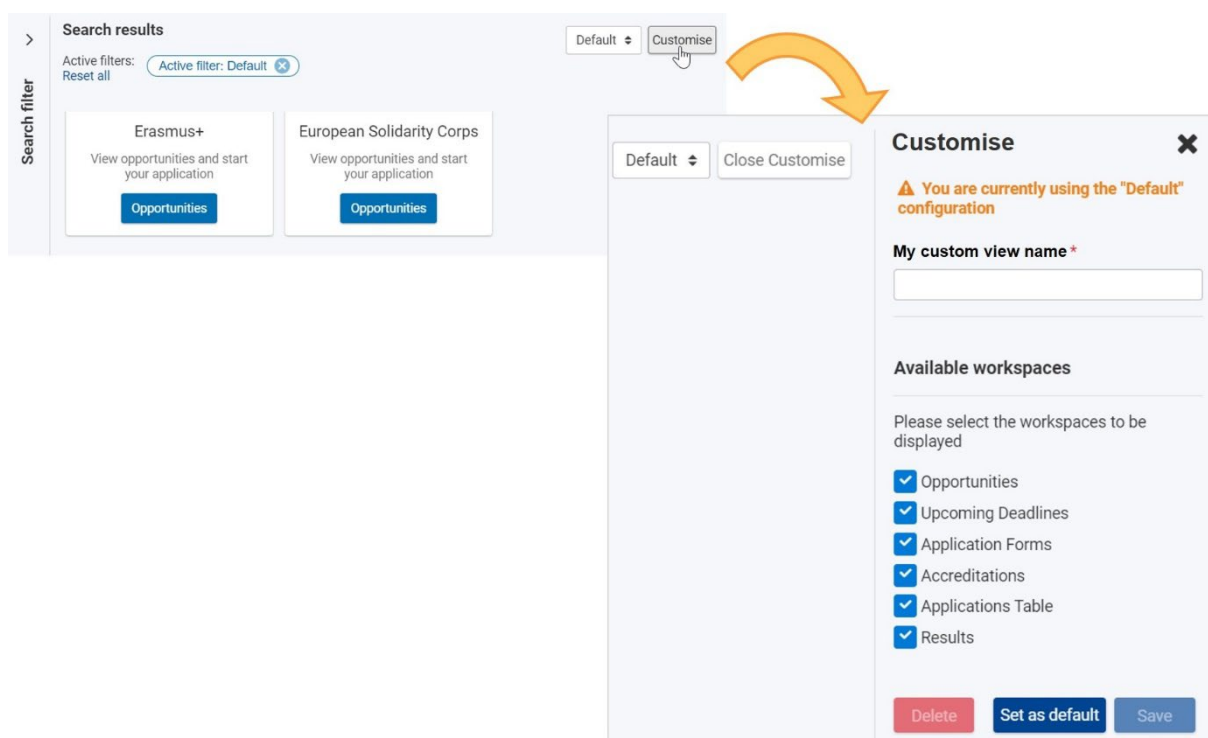 Search filter
Search results
Default
Customise
Active filters:
Reset all
Active filter: Default
Erasmus+
View opportunities and start
your application
Opportunities
European Solidarity Corps
View opportunities and start
your application
Opportunities
Default
Close Customise
Customise
You are currently using the "Default"
configuration
My custom view name*
Available workspaces
Please select the workspaces to be
displayed
Opportunities
Upcoming Deadlines
Application Forms
Accreditations
Applications Table
Results
Delete
Set as default
Save